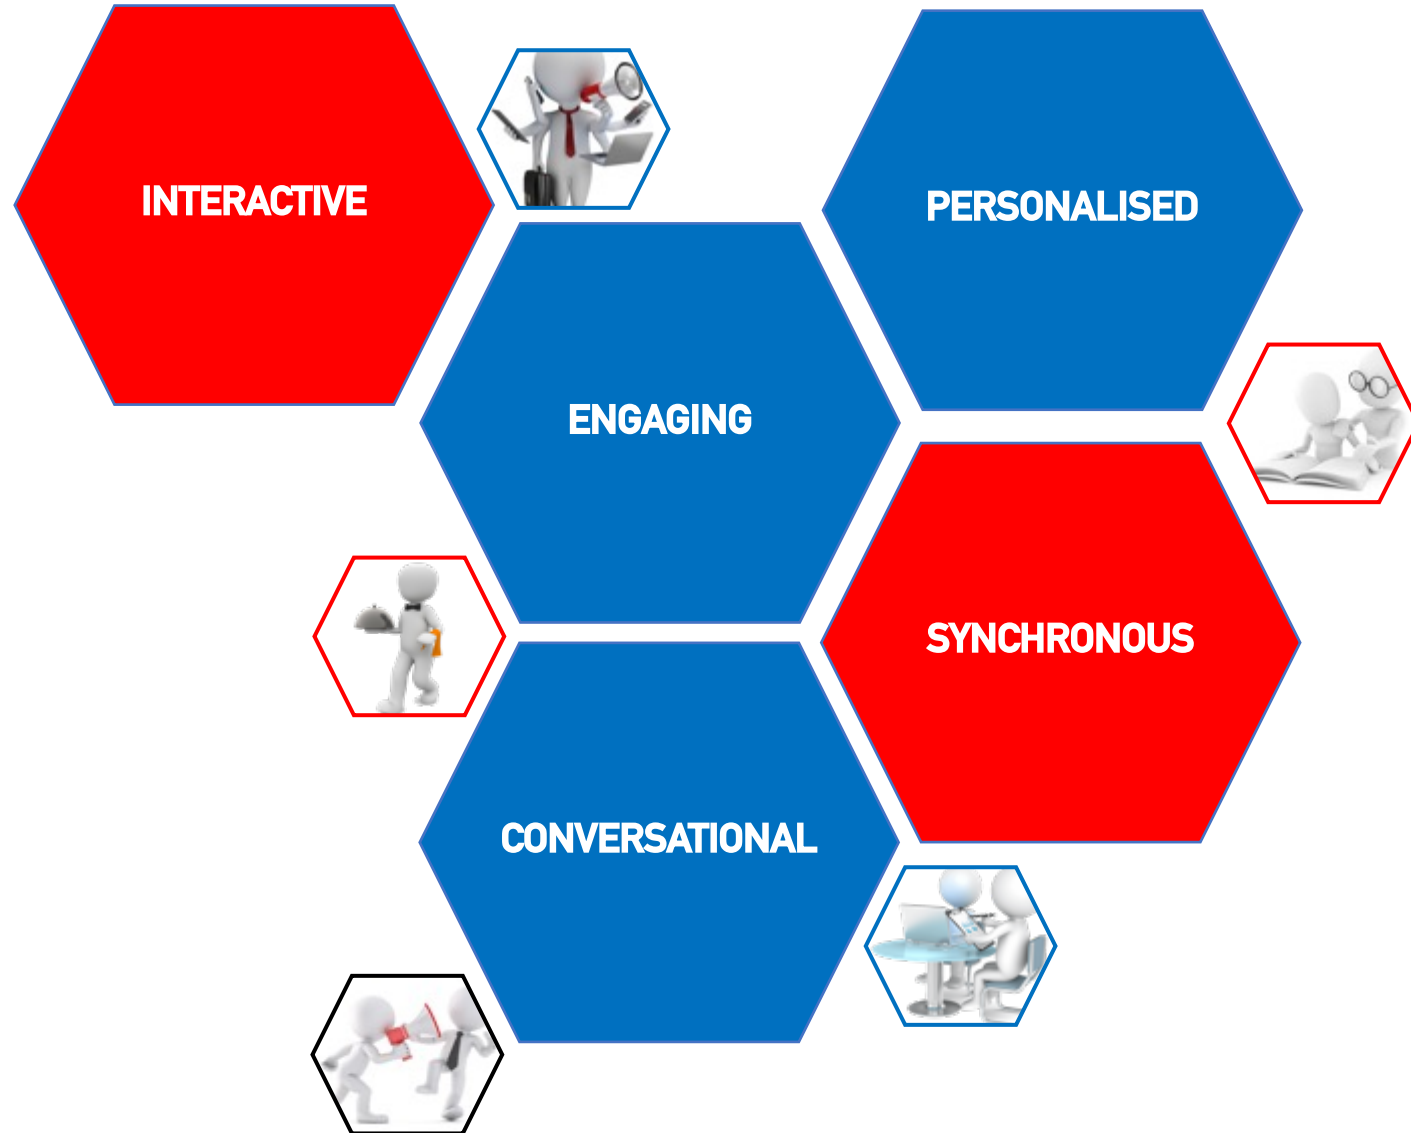 INTERACTIVE
PERSONALISED
ENGAGING
SYNCHRONOUS
CONVERSATIONAL